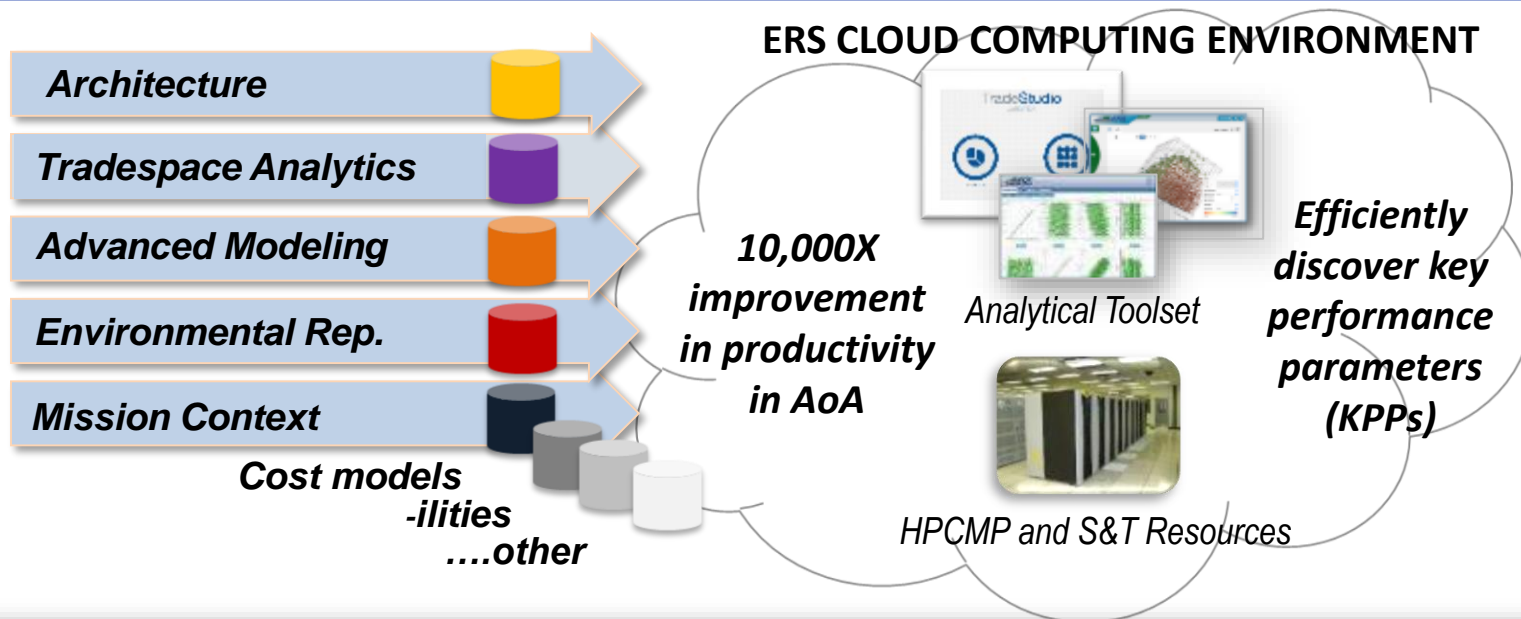 ERS CLOUD COMPUTING ENVIRONMENT
Architecture
Tradespace Analytics
Advanced Modeling
Environmental Rep.
Mission Context
Cost models
-ilities
....other
10,000X
improvement
in productivity
in AoA
TradeStudio
Analytical Toolset
HPCMP and S&T Resources
Efficiently
discover key
performance
parameters
(KPPs)